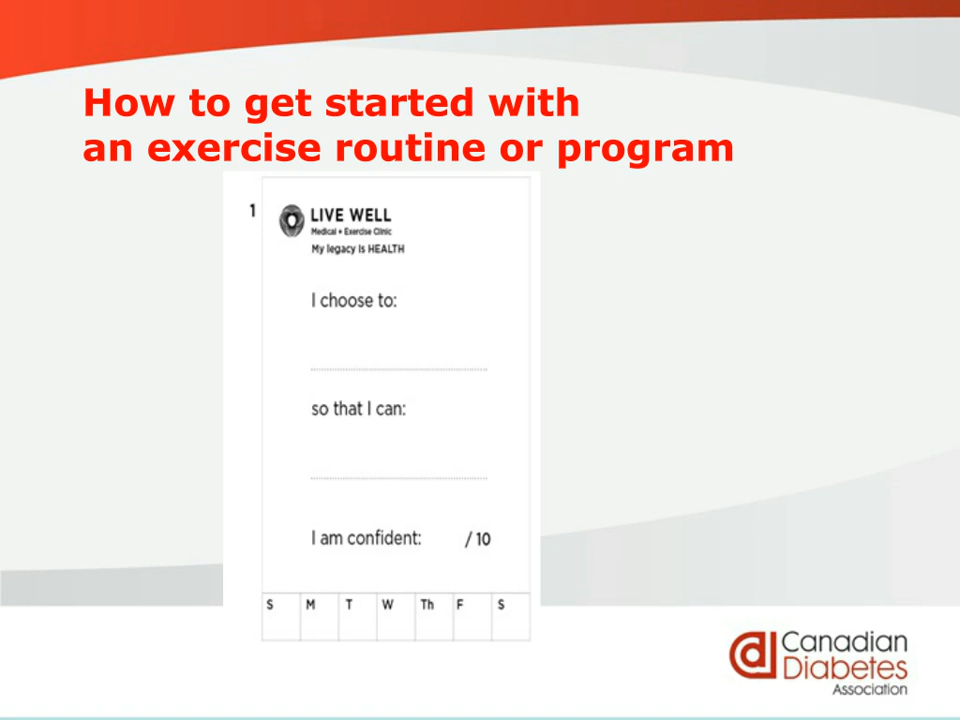 How to get started with
an exercise routine or program
1
LIVE WELL
Medical + Exercise Clinic
My legacy is HEALTH
I choose to:
so that I can:
I am confident: / 10
S M T W Th F S
Canadian
Diabetes
Association